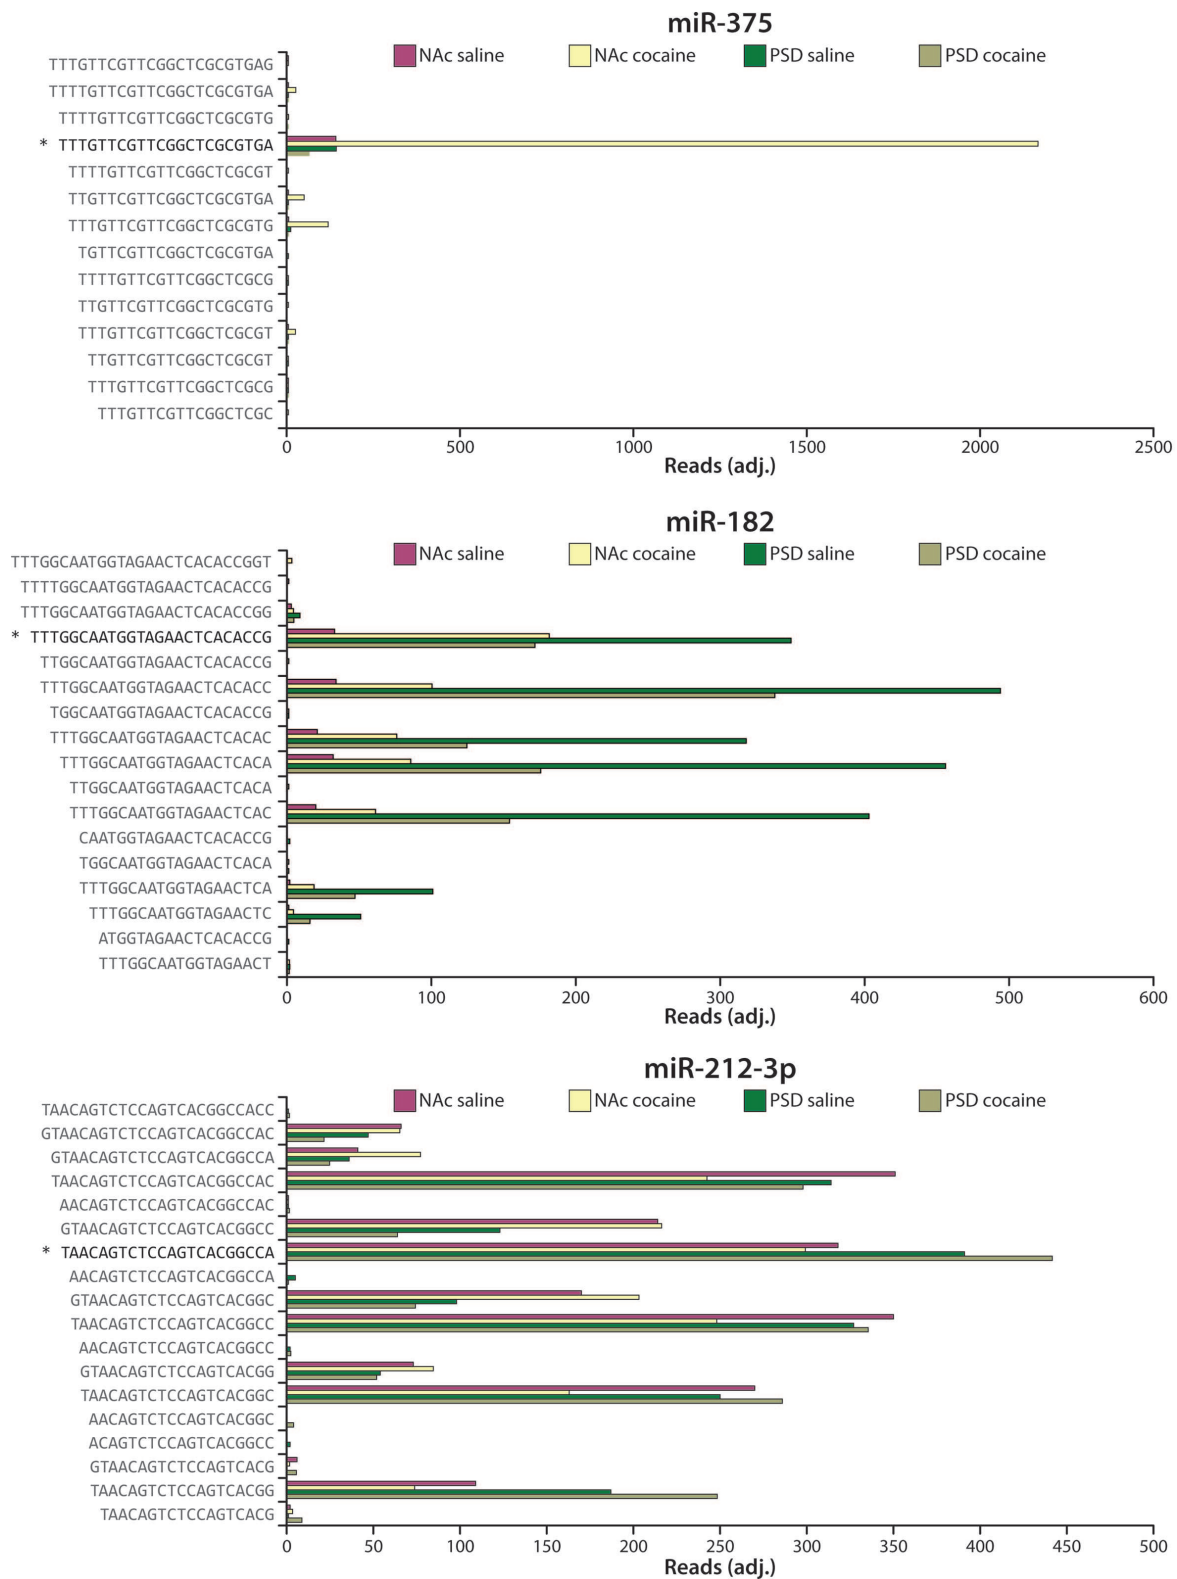 miR-375
NAc saline NAc cocaine PSD saline PSD cocaine
TTTGTTCGTTCGGCTCGCGTGAG
TTTTGTTCGTTCGGCTCGCGTGA
TTTTGTTCGTTCGGCTCGCGTG
* TTTGTTCGTTCGGCTCGCGTGA
TTTTGTTCGTTCGGCTCGCGT
TTGTTCGTTCGGCTCGCGTGA
TTTGTTCGTTCGGCTCGCGTG
TGTTCGTTCGGCTCGCGTGA
TTTTGTTCGTTCGGCTCGCG
TTGTTCGTTCGGCTCGCGTG
TTTGTTCGTTCGGCTCGCGT
TTGTTCGTTCGGCTCGCGT
TTTGTTCGTTCGGCTCGCG
TTTGTTCGTTCGGCTCGC
0 500 1000 1500 2000 2500
Reads (adj.)
miR-182
NAc saline NAc cocaine PSD saline PSD cocaine
TTTGGCAATGGTAGAACTCACACCGGT
TTTTGGCAATGGTAGAACTCACACCG
TTTGGCAATGGTAGAACTCACACCGG
* TTTGGCAATGGTAGAACTCACACCG
TTGGCAATGGTAGAACTCACACCG
TTTGGCAATGGTAGAACTCACACC
TGGCAATGGTAGAACTCACACCG
TTTGGCAATGGTAGAACTCACAC
TTTGGCAATGGTAGAACTCACA
TTGGCAATGGTAGAACTCACA
TTTGGCAATGGTAGAACTCAC
CAATGGTAGAACTCACACCG
TGGCAATGGTAGAACTCACA
TTTGGCAATGGTAGAACTCA
TTTGGCAATGGTAGAACTC
ATGGTAGAACTCACACCG
TTTGGCAATGGTAGAACT
0 100 200 300 400 500 600
Reads (adj.)
miR-212-3p
NAc saline NAc cocaine PSD saline PSD cocaine
TAACAGTCTCCAGTCACGGCCACC
GTAACAGTCTCCAGTCACGGCCAC
GTAACAGTCTCCAGTCACGGCCA
TAACAGTCTCCAGTCACGGCCAC
AACAGTCTCCAGTCACGGCCAC
GTAACAGTCTCCAGTCACGGCC
* TAACAGTCTCCAGTCACGGCCA
AACAGTCTCCAGTCACGGCCA
GTAACAGTCTCCAGTCACGGC
TAACAGTCTCCAGTCACGGCC
AACAGTCTCCAGTCACGGCC
GTAACAGTCTCCAGTCACGG
TAACAGTCTCCAGTCACGGC
AACAGTCTCCAGTCACGGC
ACAGTCTCCAGTCACGGCC
GTAACAGTCTCCAGTCACG
TAACAGTCTCCAGTCACGG
TAACAGTCTCCAGTCACG
0 50 100 150 200 250 300 350 400 450 500
Reads (adj.)